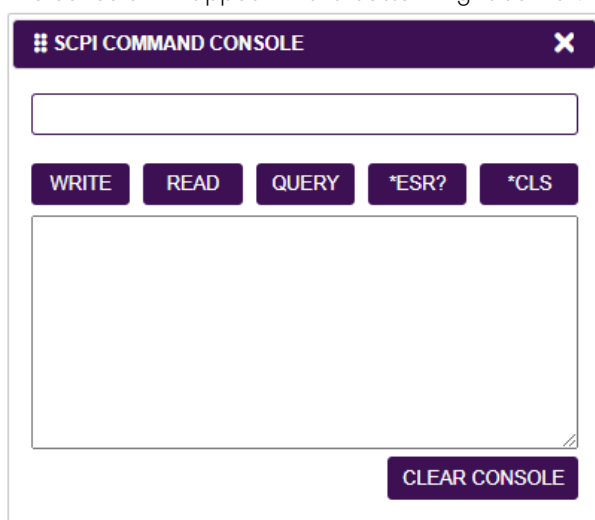 SCPI COMMAND CONSOLE
WRITE READ QUERY *ESR? *CLS
CLEAR CONSOLE